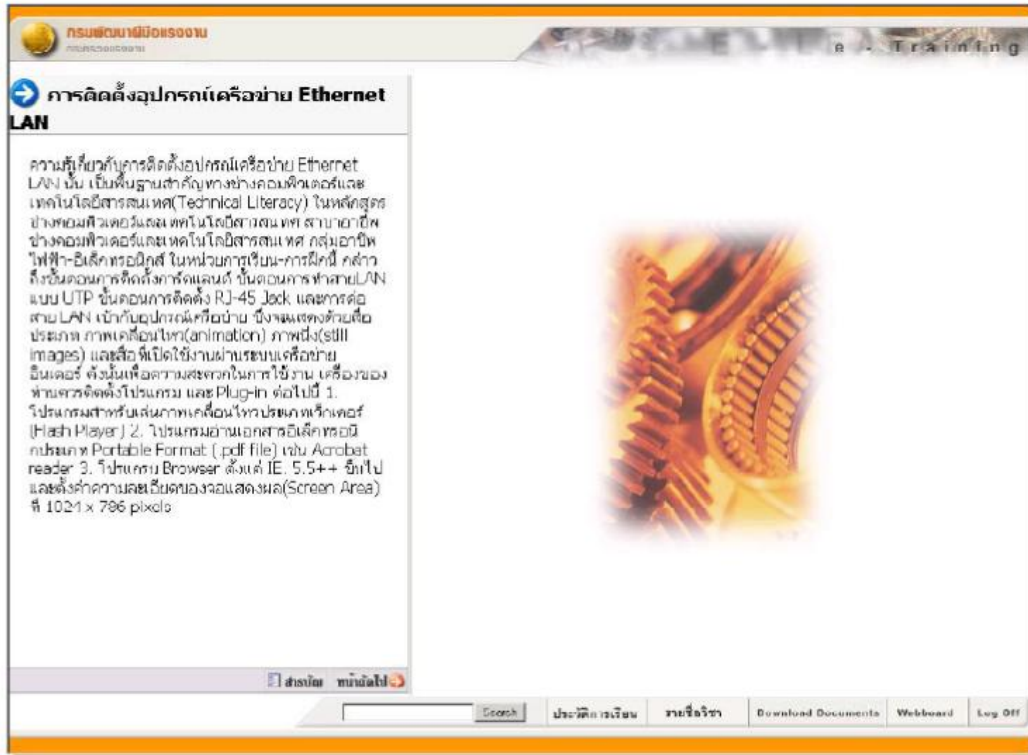 กรมพัฒนาฝีมือแรงงาน
กระทรวงแรงงาน
e - Training
การติดตั้งอุปกรณ์เครือข่าย Ethernet
LAN
ความรู้เกี่ยวกับการติดตั้งอุปกรณ์เครือข่าย Ethernet
LAN นั้น เป็นพื้นฐานสำคัญทางช่างคอมพิวเตอร์และ
เทคโนโลยีสารสนเทศ(Technical Literacy) ในหลักสูตร
ช่างคอมพิวเตอร์และเทคโนโลยีสารสนเทศ สาขาอาชีพ
ช่างคอมพิวเตอร์และเทคโนโลยีสารสนเทศ กลุ่มอาชีพ
ไฟฟ้า-อิเล็กทรอนิกส์ ในหน่วยการเรียน-การฝึกนี้ กล่าว
ถึงขั้นตอนการติดตั้งการ์ดแลนด์ ขั้นตอนการทำสายLAN
แบบ UTP ขั้นตอนการติดตั้ง RJ-45 Jack และการต่อ
สาย LAN เข้ากับอุปกรณ์เครือข่าย ซึ่งจะแสดงด้วยสื่อ
ประเภท ภาพเคลื่อนไหว(animation) ภาพนิ่ง(still
images) และสื่อที่เปิดใช้งานผ่านระบบเครือข่าย
อินเตอร์ ดังนั้นเพื่อความสะดวกในการใช้งาน เครื่องของ
ท่านควรติดตั้งโปรแกรม และ Plug-in ต่อไปนี้ 1.
โปรแกรมสำหรับเล่นภาพเคลื่อนไหวประเภทเว็กเตอร์
(Flash Player) 2. โปรแกรมอ่านเอกสารอิเล็กทรอนิ
กประเภท Portable Format (.pdf file) เช่น Acrobat
reader 3. โปรแกรม Browser ตั้งแต่ IE. 5.5++ ขึ้นไป
และตั้งค่าความละเอียดของจอแสดงผล(Screen Area)
ที่ 1024 x 786 pixels
สารบัญ หน้าถัดไป
Search ประวัติการเรียน รายชื่อวิชา Download Documents Webboard Log Off